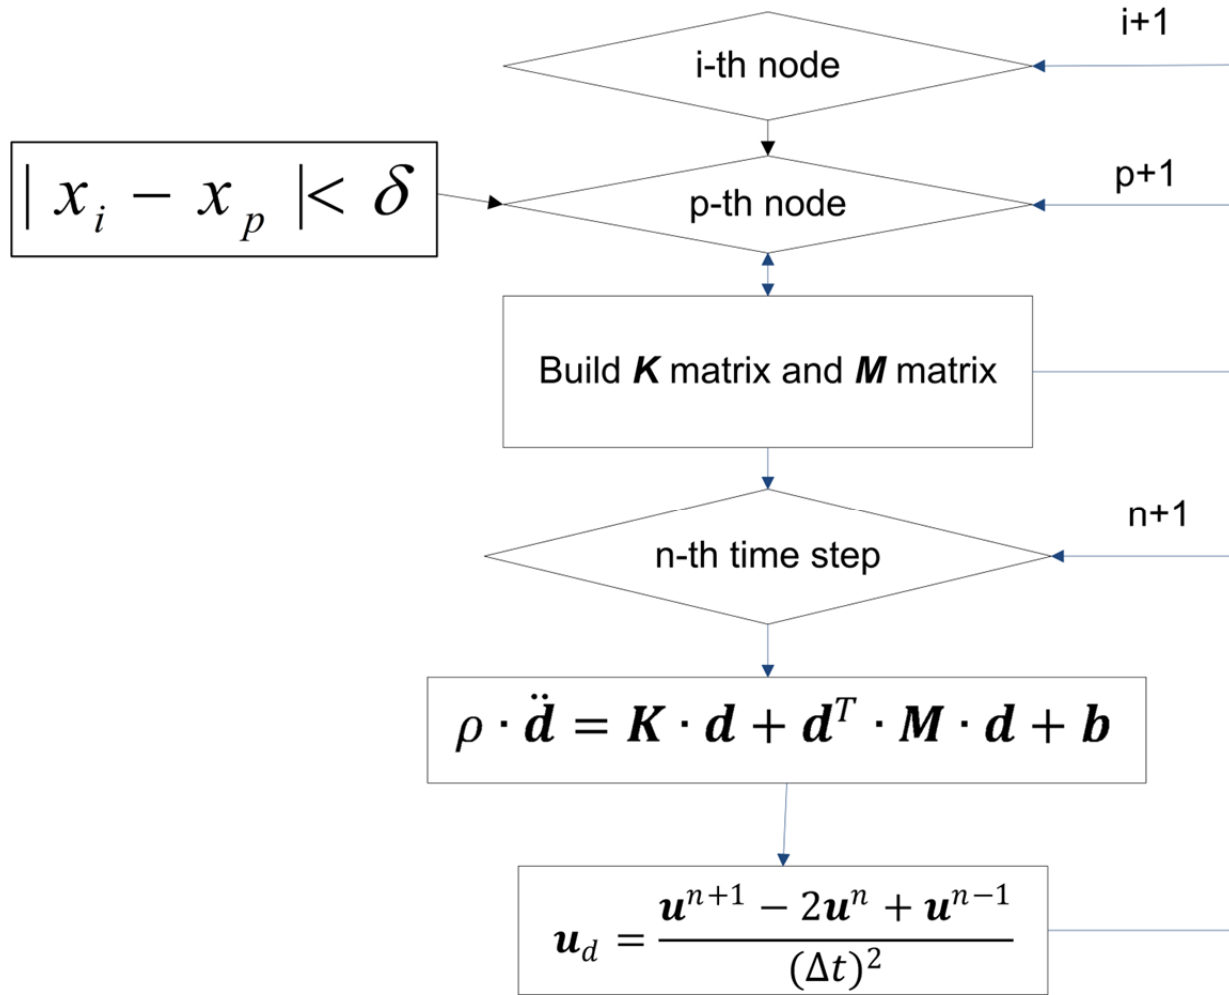 i+1
i-th node
p+1
| x_i − x_p |< δ
p-th node
Build K matrix and M matrix
n+1
n-th time step
ρ · d̈ = K · d + d^T · M · d + b
u_d = (u^{n+1} − 2u^n + u^{n−1}) / (Δt)^2